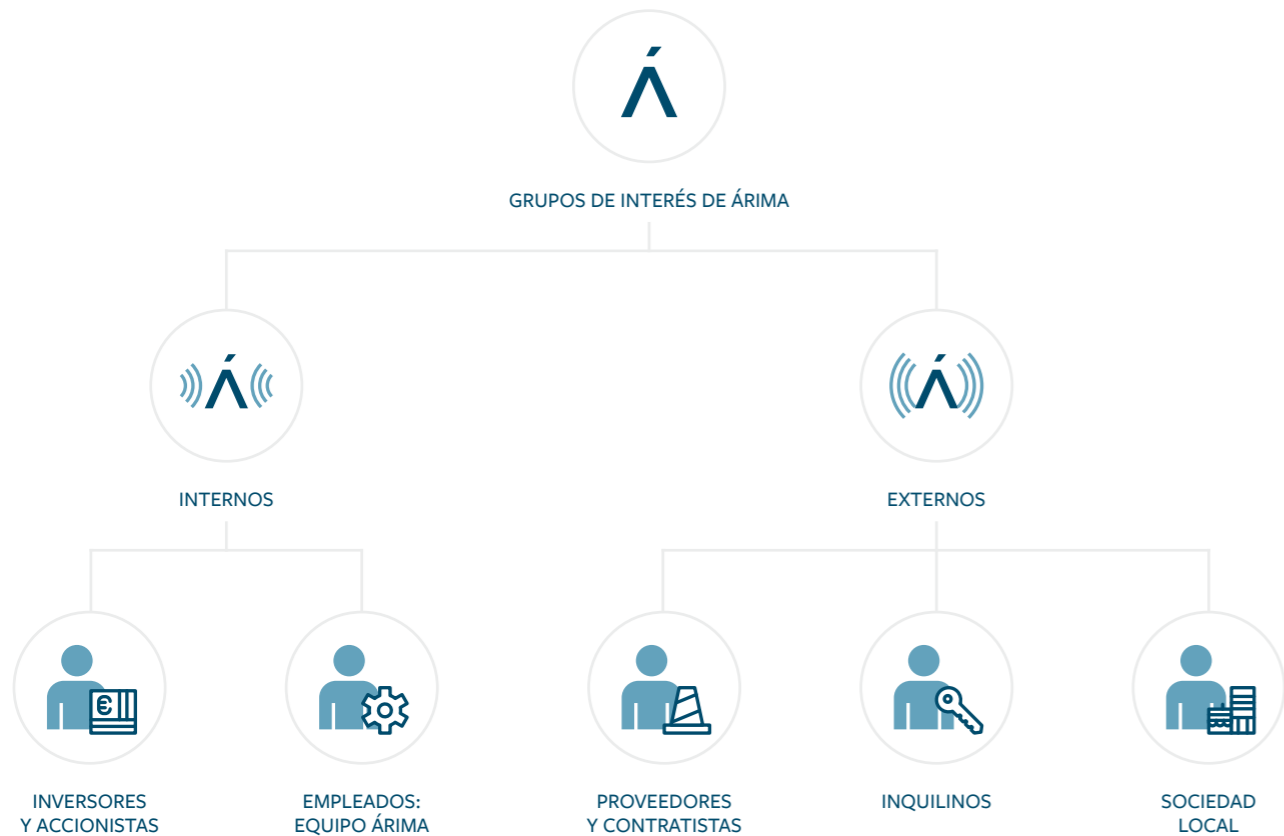 Á
GRUPOS DE INTERÉS DE ÁRIMA
Á
Á
INTERNOS
EXTERNOS
€
INVERSORES
Y ACCIONISTAS
EMPLEADOS:
EQUIPO ÁRIMA
PROVEEDORES
Y CONTRATISTAS
INQUILINOS
SOCIEDAD
LOCAL